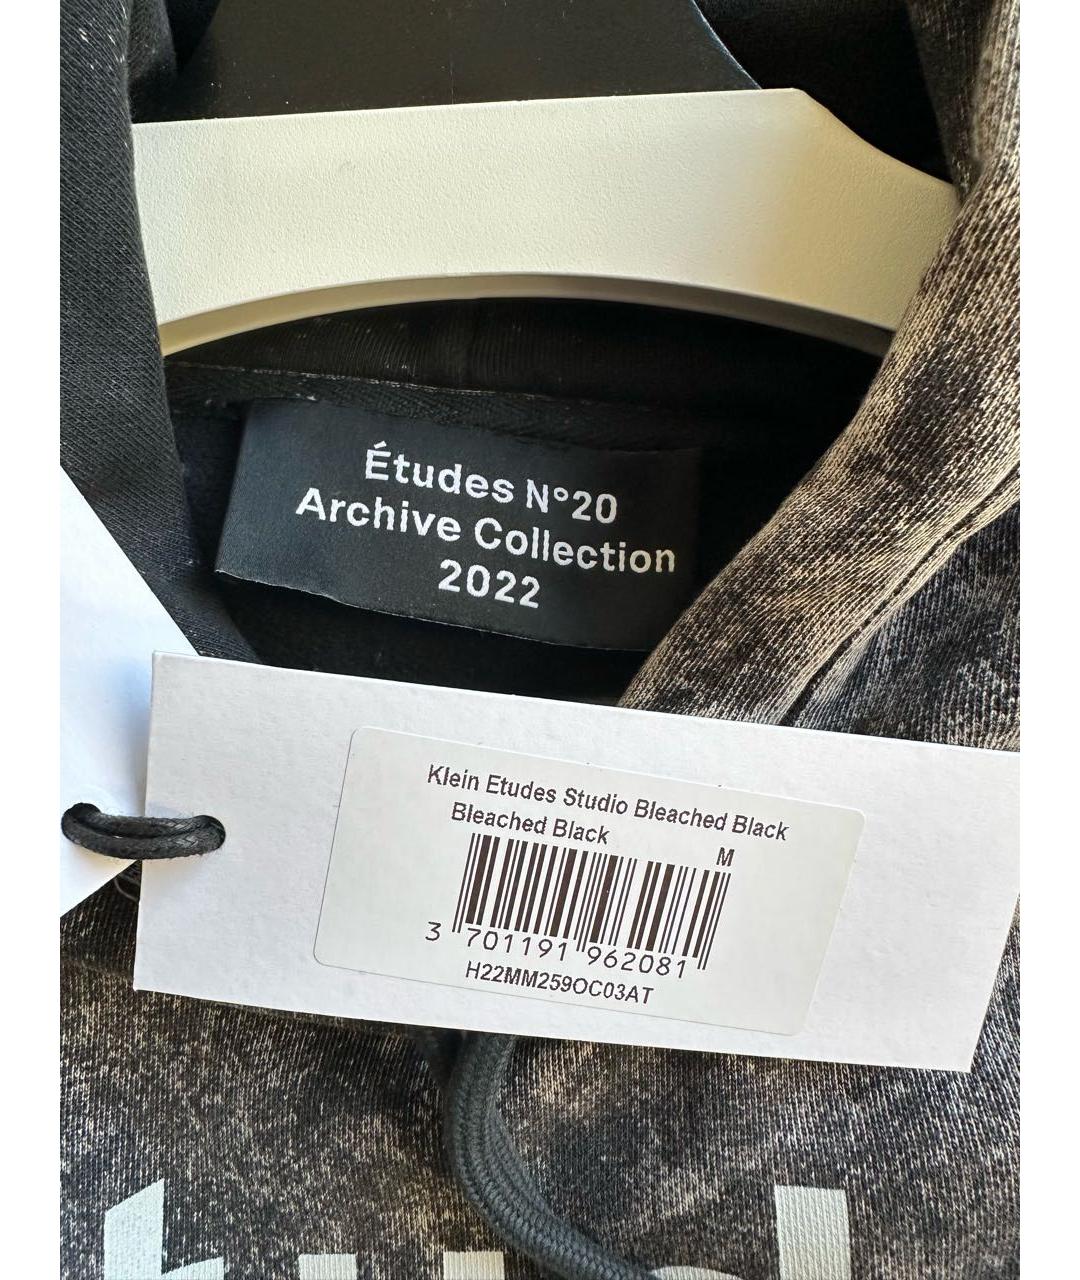 Études N°20
Archive Collection
2022
Klein Etudes Studio Bleached Black
Bleached Black
M
3 701191 962081
H22MM259OC03AT